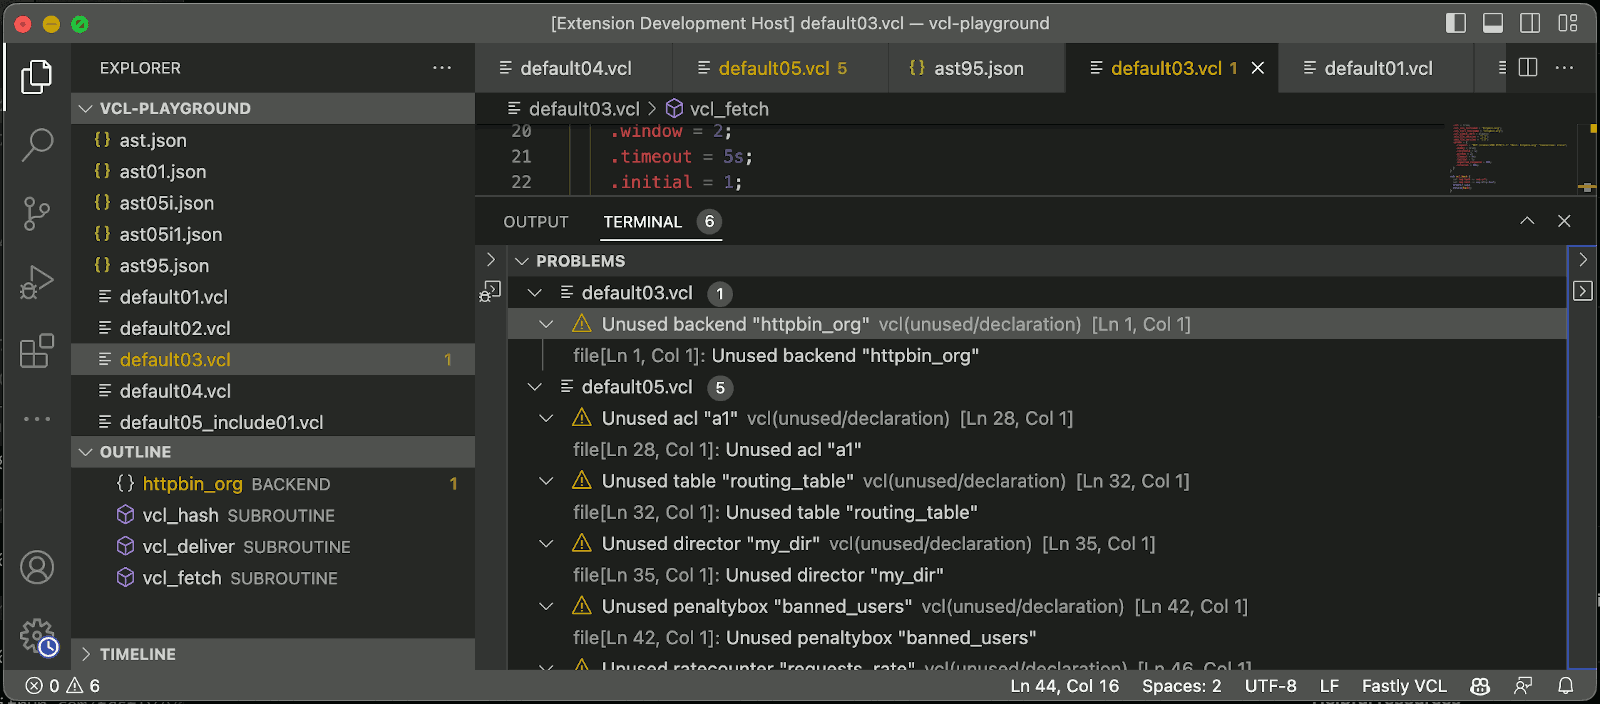 [Extension Development Host] default03.vcl — vcl-playground
EXPLORER
VCL-PLAYGROUND
{} ast.json
{} ast01.json
{} ast05i.json
{} ast05i1.json
{} ast95.json
default01.vcl
default02.vcl
default03.vcl 1
default04.vcl
default05_include01.vcl
OUTLINE
{} httpbin_org BACKEND 1
vcl_hash SUBROUTINE
vcl_deliver SUBROUTINE
vcl_fetch SUBROUTINE
TIMELINE
default04.vcl default05.vcl 5 {} ast95.json default03.vcl 1 default01.vcl
default03.vcl > vcl_fetch
20 .window = 2;
21 .timeout = 5s;
22 .initial = 1;
OUTPUT TERMINAL 6
PROBLEMS
default03.vcl 1
Unused backend "httpbin_org" vcl(unused/declaration) [Ln 1, Col 1]
file[Ln 1, Col 1]: Unused backend "httpbin_org"
default05.vcl 5
Unused acl "a1" vcl(unused/declaration) [Ln 28, Col 1]
file[Ln 28, Col 1]: Unused acl "a1"
Unused table "routing_table" vcl(unused/declaration) [Ln 32, Col 1]
file[Ln 32, Col 1]: Unused table "routing_table"
Unused director "my_dir" vcl(unused/declaration) [Ln 35, Col 1]
file[Ln 35, Col 1]: Unused director "my_dir"
Unused penaltybox "banned_users" vcl(unused/declaration) [Ln 42, Col 1]
file[Ln 42, Col 1]: Unused penaltybox "banned_users"
Unused ratecounter "requests_rate" vcl(unused/declaration) [Ln 46, Col 1]
0 6 Ln 44, Col 16 Spaces: 2 UTF-8 LF Fastly VCL